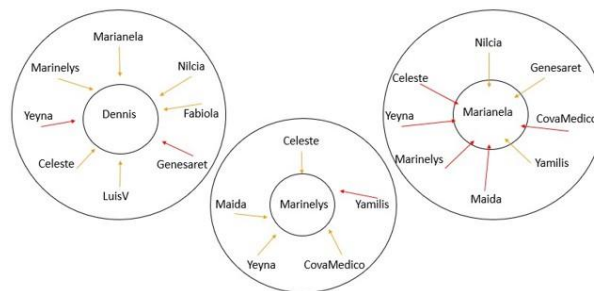 Marianela
Marinelys
Nilcia
Yeyna
Dennis
Fabiola
Celeste
Genesaret
LuisV
Celeste
Maida
Marinelys
Yamilis
Yeyna
CovaMedico
Nilcia
Celeste
Genesaret
Yeyna
Marianela
CovaMedico
Marinelys
Yamilis
Maida